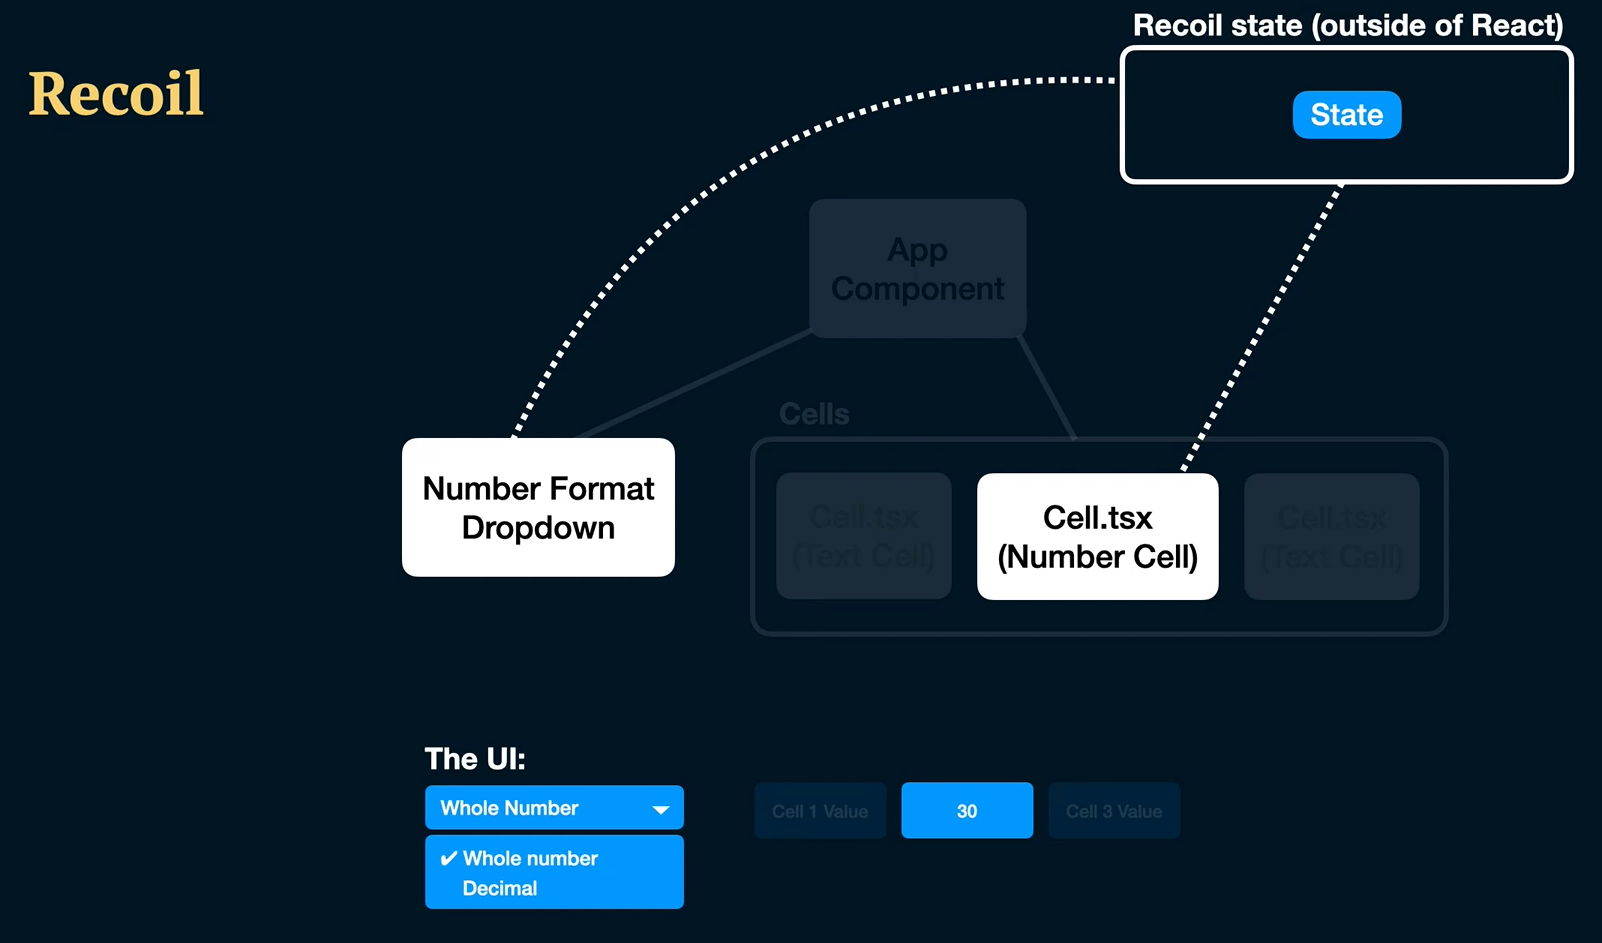 Recoil state (outside of React)
Recoil
State
App
Component
Cells
Number Format
Dropdown
Cell.tsx
(Text Cell)
Cell.tsx
(Number Cell)
Cell.tsx
(Text Cell)
The UI:
Whole Number
✔ Whole number
Decimal
Cell 1 Value
30
Cell 3 Value